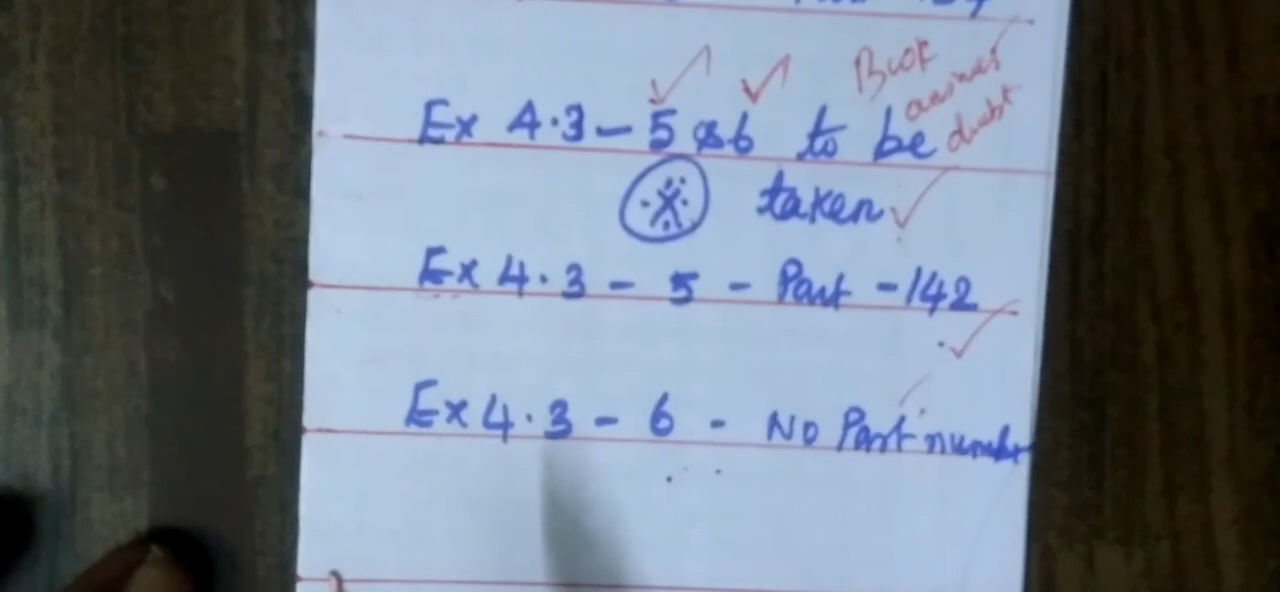 Book
answer
doubt
Ex 4.3 - 5 & 6 to be
taken
Ex 4.3 - 5 - Part - 142
Ex 4.3 - 6 - No Part number